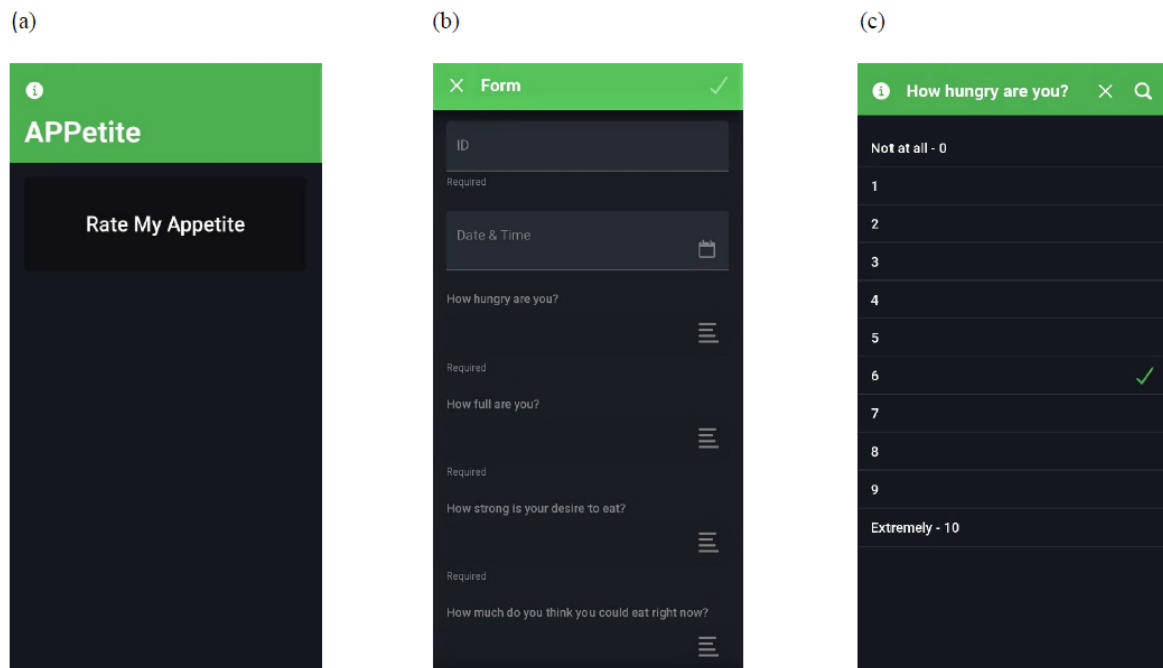 (a)
APPetite
Rate My Appetite
(b)
Form
ID
Required
Date & Time
How hungry are you?
Required
How full are you?
Required
How strong is your desire to eat?
Required
How much do you think you could eat right now?
(c)
How hungry are you?
Not at all - 0
1
2
3
4
5
6
7
8
9
Extremely - 10